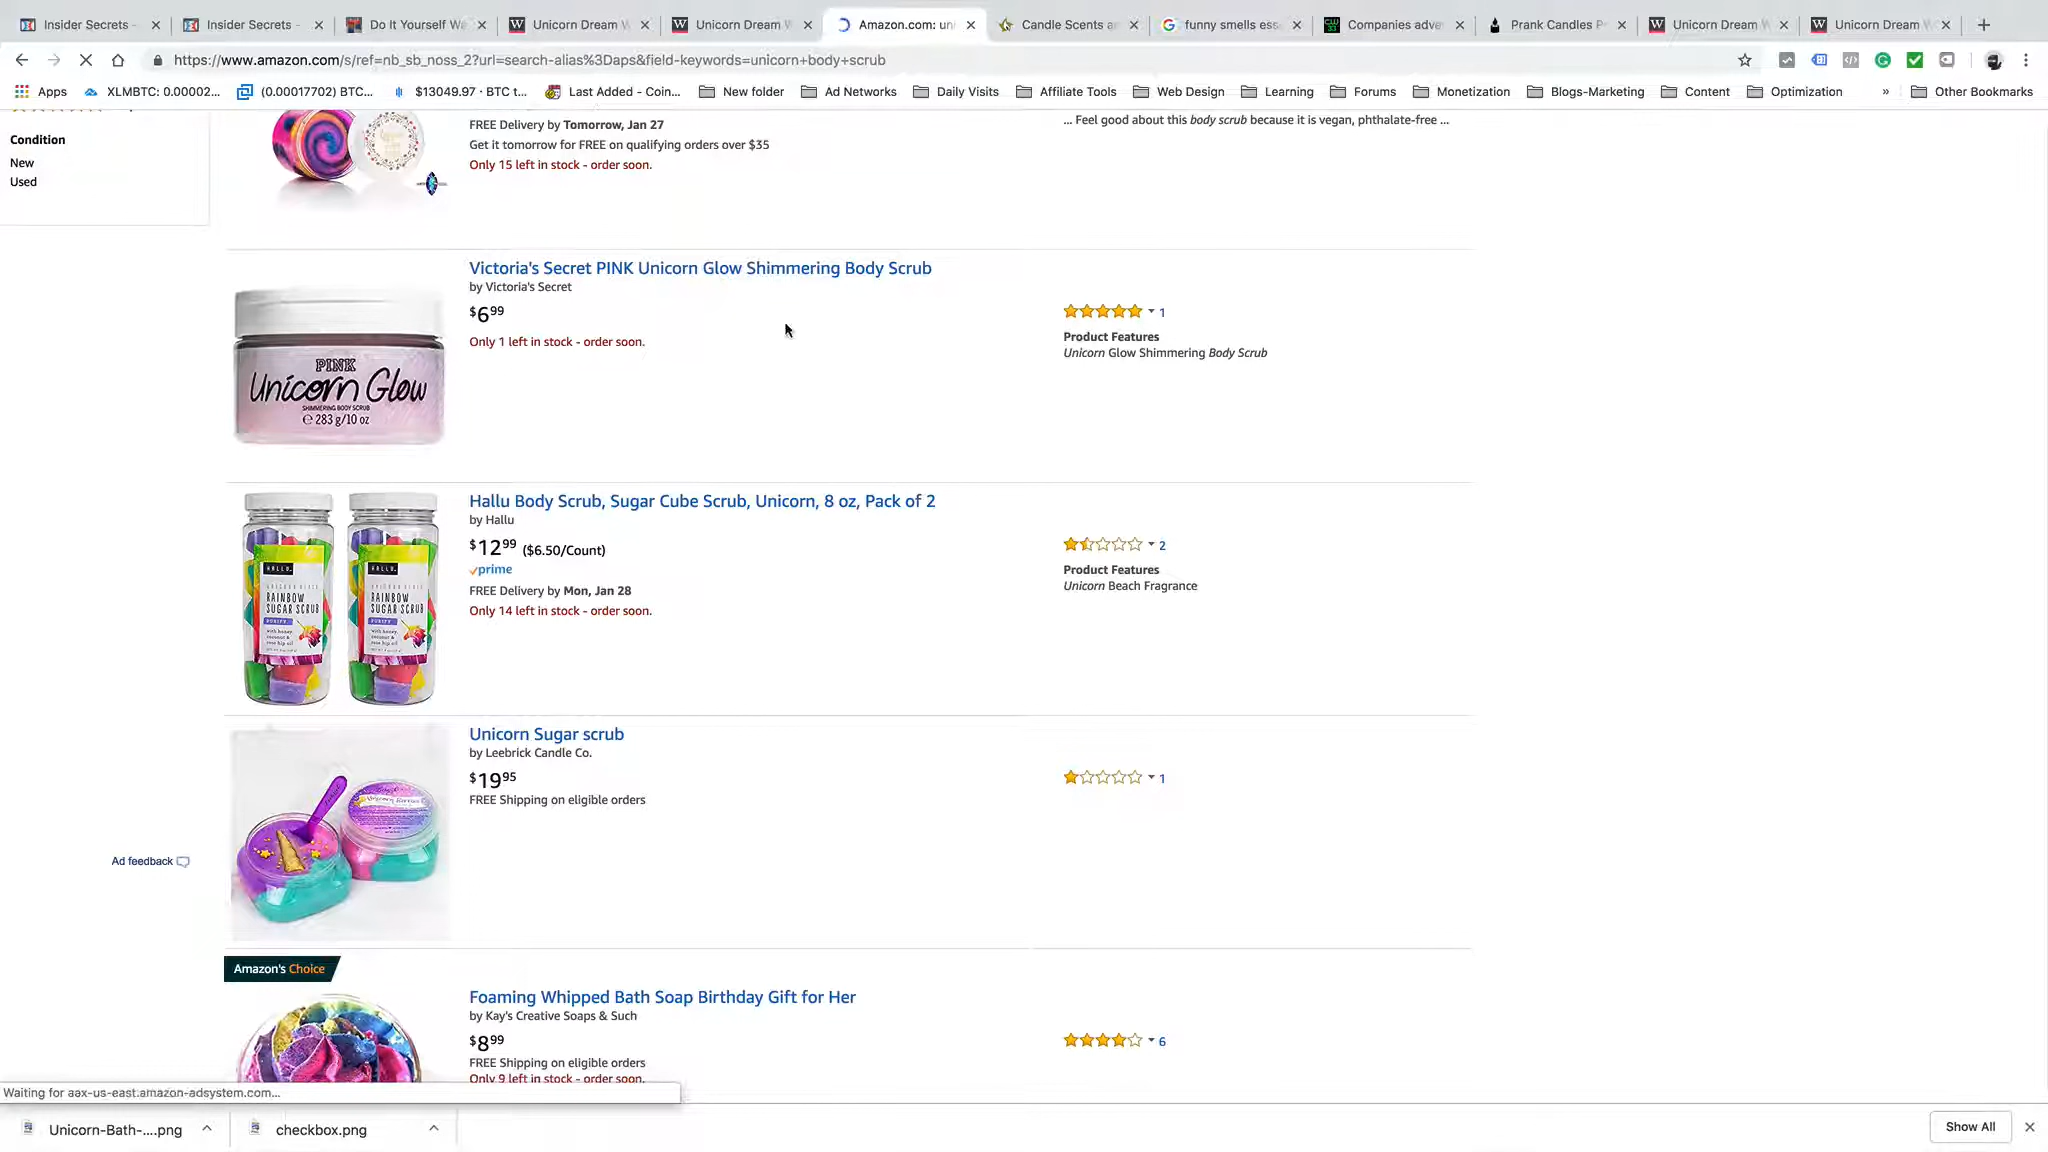 Insider Secrets -
Insider Secrets -
Do It Yourself We
Unicorn Dream W
Unicorn Dream W
Amazon.com: un
Candle Scents a
funny smells ess
Companies adve
Prank Candles P
Unicorn Dream W
Unicorn Dream W
https://www.amazon.com/s/ref=nb_sb_noss_2?url=search-alias%3Daps&field-keywords=unicorn+body+scrub
Apps
XLMBTC: 0.00002...
(0.00017702) BTC...
$13049.97 · BTC t...
Last Added - Coin...
New folder
Ad Networks
Daily Visits
Affiliate Tools
Web Design
Learning
Forums
Monetization
Blogs-Marketing
Content
Optimization
»
Other Bookmarks
Condition
New
Used
FREE Delivery by Tomorrow, Jan 27
Get it tomorrow for FREE on qualifying orders over $35
Only 15 left in stock - order soon.
... Feel good about this body scrub because it is vegan, phthalate-free ...
Victoria's Secret PINK Unicorn Glow Shimmering Body Scrub
by Victoria's Secret
$6 99
Only 1 left in stock - order soon.
1
Product Features
Unicorn Glow Shimmering Body Scrub
PINK
Unicorn Glow
SHIMMERING BODY SCRUB
℮ 283 g/10 oz
Hallu Body Scrub, Sugar Cube Scrub, Unicorn, 8 oz, Pack of 2
by Hallu
$12 99 ($6.50/Count)
prime
FREE Delivery by Mon, Jan 28
Only 14 left in stock - order soon.
2
Product Features
Unicorn Beach Fragrance
HALLU.
RAINBOW
SUGAR SCRUB
PURIFY
HALLU.
RAINBOW
SUGAR SCRUB
PURIFY
Unicorn Sugar scrub
by Leebrick Candle Co.
$19 95
FREE Shipping on eligible orders
1
Ad feedback
Amazon's Choice
Foaming Whipped Bath Soap Birthday Gift for Her
by Kay's Creative Soaps & Such
$8 99
FREE Shipping on eligible orders
Only 9 left in stock - order soon.
6
Waiting for aax-us-east.amazon-adsystem.com...
Unicorn-Bath-....png
checkbox.png
Show All